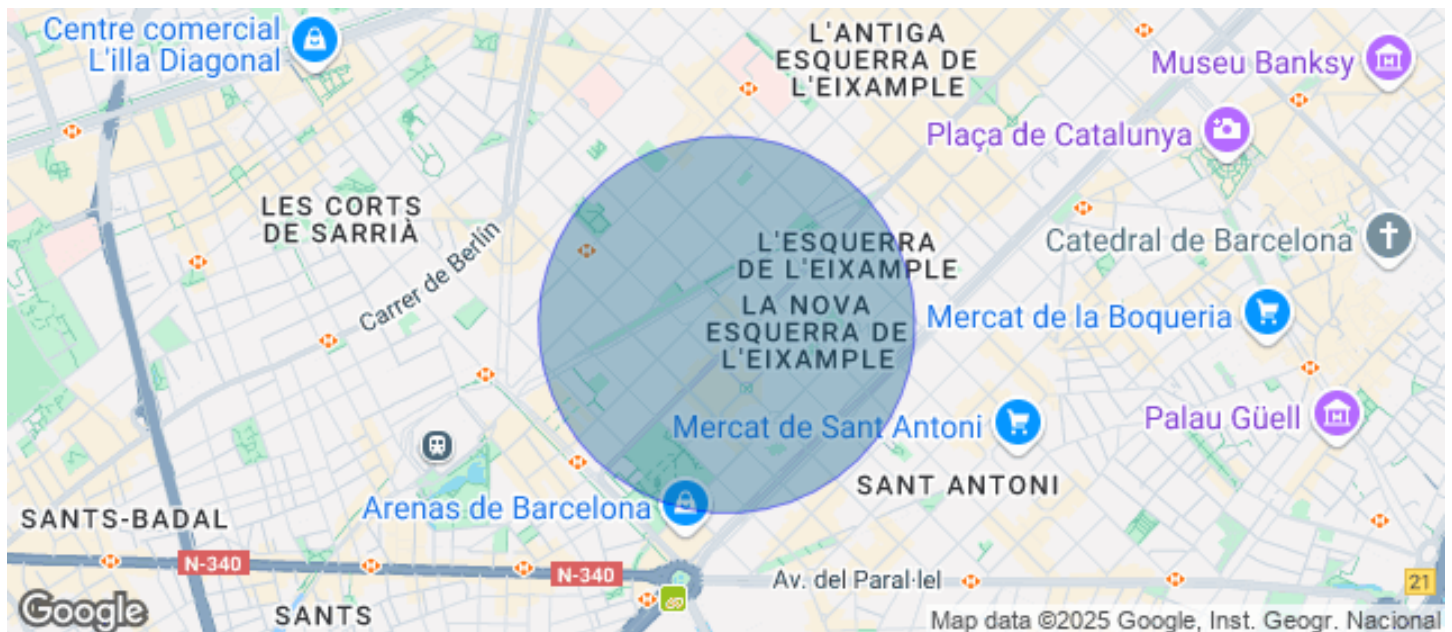 Centre comercial
L'illa Diagonal
L'ANTIGA
ESQUERRA DE
L'EIXAMPLE
Museu Banksy
Plaça de Catalunya
LES CORTS
DE SARRIÀ
Carrer de Berlín
L'ESQUERRA
DE L'EIXAMPLE
Catedral de Barcelona
LA NOVA
ESQUERRA DE
L'EIXAMPLE
Mercat de la Boqueria
Mercat de Sant Antoni
Palau Güell
SANT ANTONI
Arenas de Barcelona
SANTS-BADAL
N-340
N-340
Av. del Paral·lel
21
SANTS
Google
Map data ©2025 Google, Inst. Geogr. Nacional